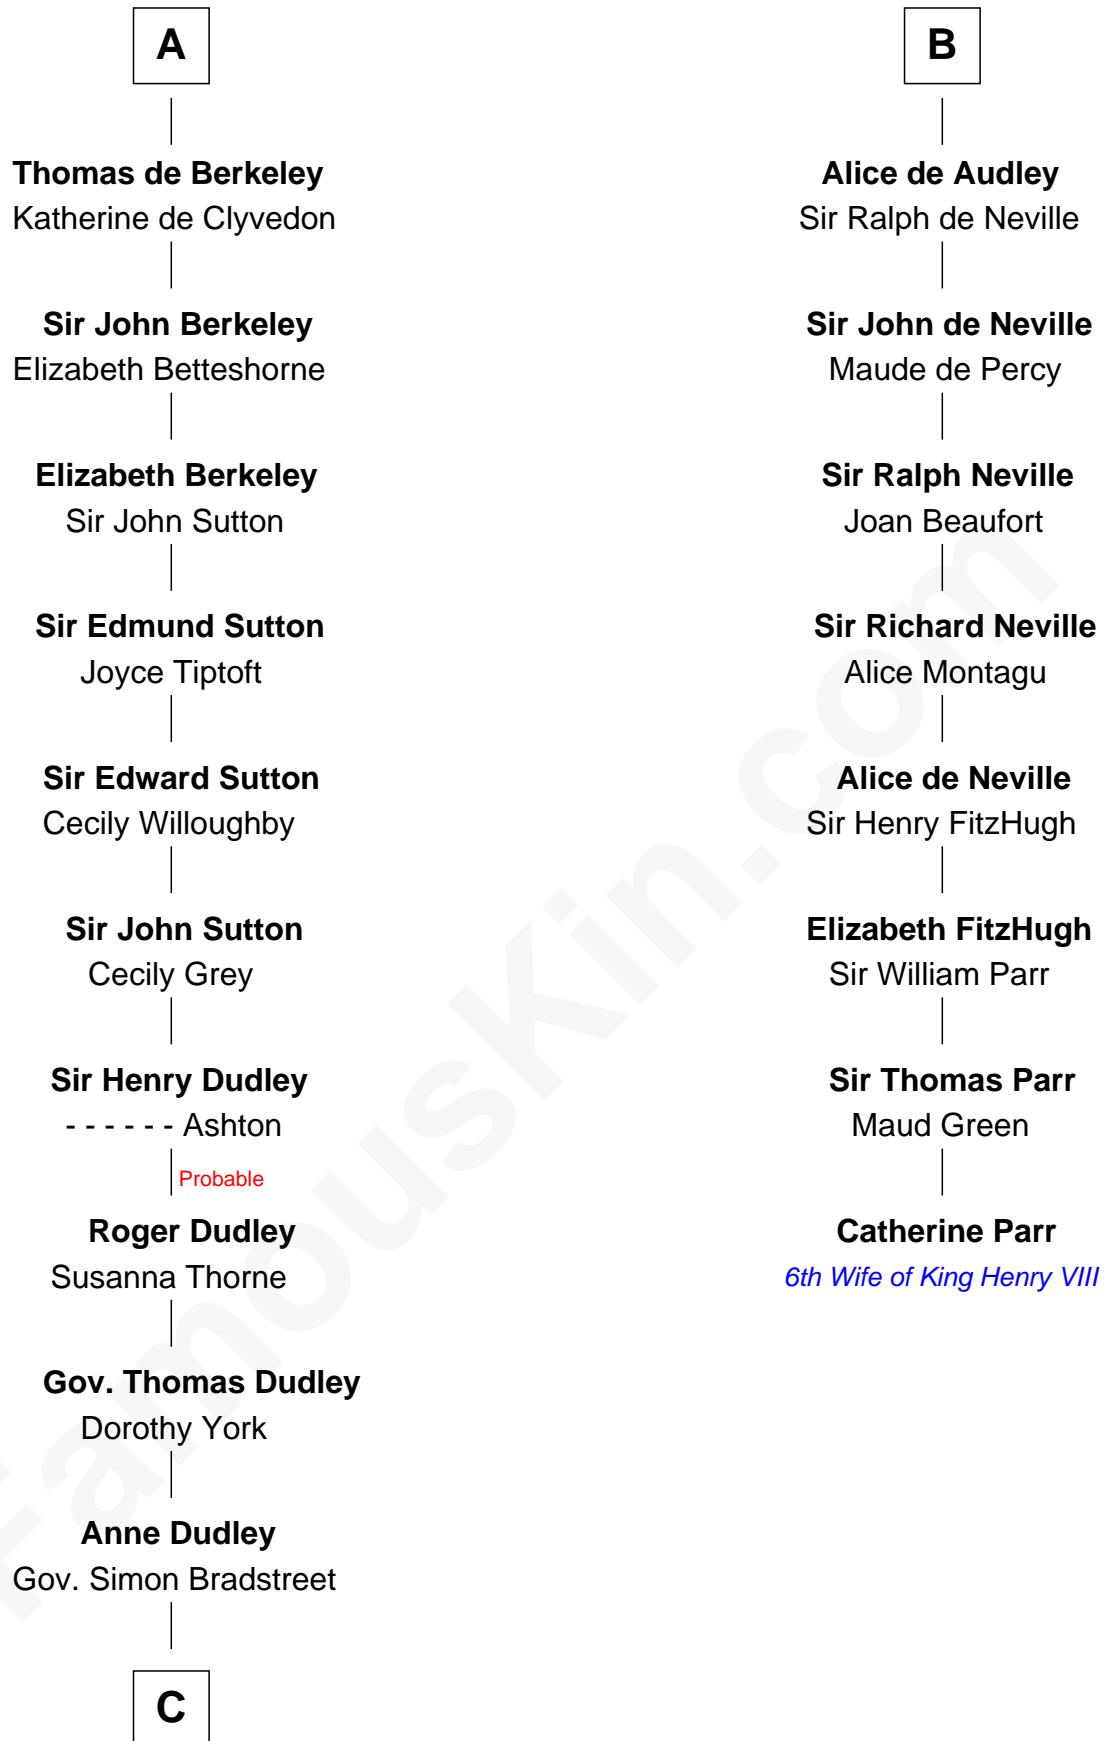 A
Thomas de Berkeley
Katherine de Clyvedon
Sir John Berkeley
Elizabeth Betteshorne
Elizabeth Berkeley
Sir John Sutton
Sir Edmund Sutton
Joyce Tiptoft
Sir Edward Sutton
Cecily Willoughby
Sir John Sutton
Cecily Grey
Sir Henry Dudley
- - - - - - Ashton
Probable
Roger Dudley
Susanna Thorne
Gov. Thomas Dudley
Dorothy York
Anne Dudley
Gov. Simon Bradstreet
C
B
Alice de Audley
Sir Ralph de Neville
Sir John de Neville
Maude de Percy
Sir Ralph Neville
Joan Beaufort
Sir Richard Neville
Alice Montagu
Alice de Neville
Sir Henry FitzHugh
Elizabeth FitzHugh
Sir William Parr
Sir Thomas Parr
Maud Green
Catherine Parr
6th Wife of King Henry VIII
FamousKin.com